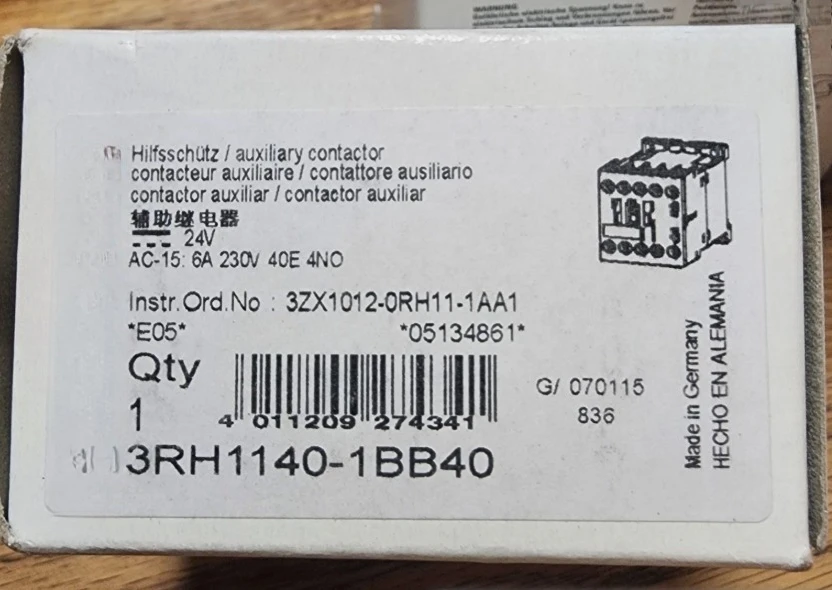 WARNUNG
Hilfsschütz / auxiliary contactor
contacteur auxiliaire / contattore ausiliario
contactor auxiliar / contactor auxiliar
辅助继电器
24V
AC-15: 6A 230V 40E 4NO
Instr.Ord.No : 3ZX1012-0RH11-1AA1
*E05* *05134861*
Qty
1
4 011209 274341
G/ 070115
836
3RH1140-1BB40
Made in Germany
HECHO EN ALEMANIA